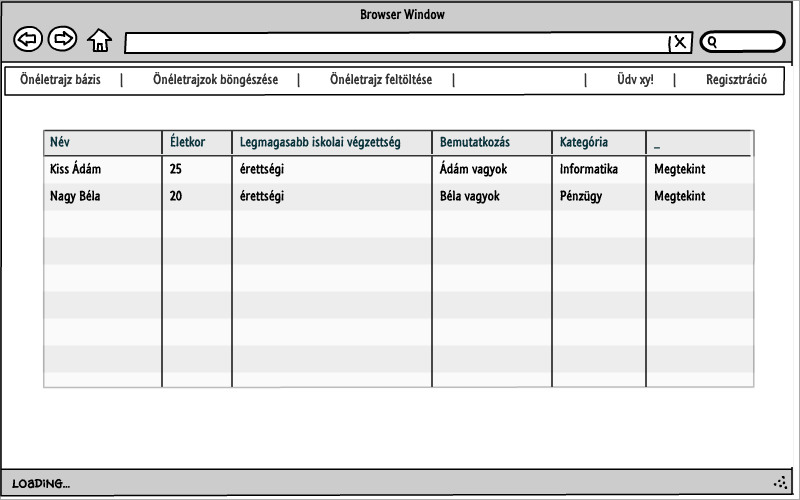 Browser Window
Önéletrajz bázis | Önéletrajzok böngészése | Önéletrajz feltöltése | | Üdv xy! | Regisztráció
Név Életkor Legmagasabb iskolai végzettség Bemutatkozás Kategória _
Kiss Ádám 25 érettségi Ádám vagyok Informatika Megtekint
Nagy Béla 20 érettségi Béla vagyok Pénzügy Megtekint
LOADING...